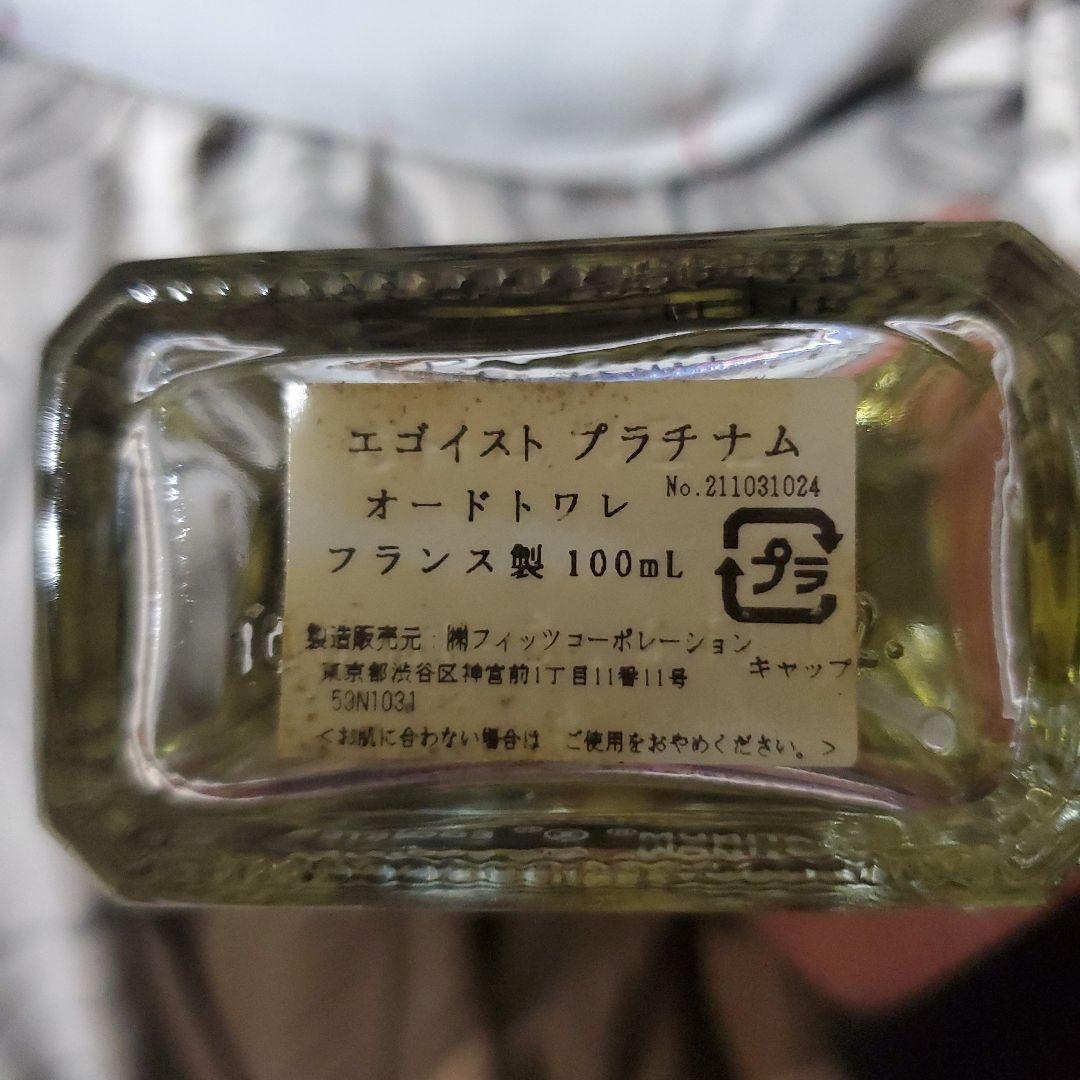 エゴイスト プラチナム
No.211031024
オードトワレ
フランス製 100mL
プラ
製造販売元:㈱フィッツコーポレーション
キャップ
東京都渋谷区神宮前1丁目11番11号
59N1031
<お肌に合わない場合は ご使用をおやめください。>